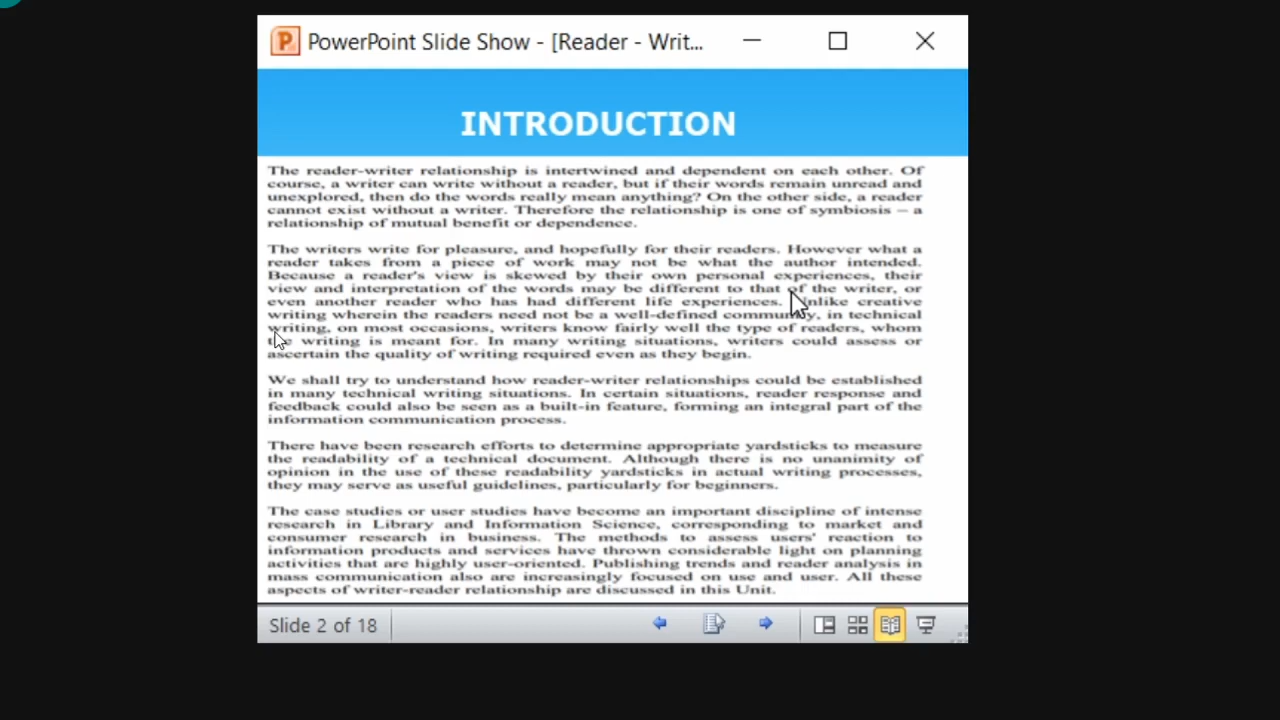 PowerPoint Slide Show - [Reader - Writ...
INTRODUCTION
The reader-writer relationship is intertwined and dependent on each other. Of
course, a writer can write without a reader, but if their words remain unread and
unexplored, then do the words really mean anything? On the other side, a reader
cannot exist without a writer. Therefore the relationship is one of symbiosis – a
relationship of mutual benefit or dependence.
The writers write for pleasure, and hopefully for their readers. However what a
reader takes from a piece of work may not be what the author intended.
Because a reader's view is skewed by their own personal experiences, their
view and interpretation of the words may be different to that of the writer, or
even another reader who has had different life experiences. Unlike creative
writing wherein the readers need not be a well-defined community, in technical
writing, on most occasions, writers know fairly well the type of readers, whom
the writing is meant for. In many writing situations, writers could assess or
ascertain the quality of writing required even as they begin.
We shall try to understand how reader-writer relationships could be established
in many technical writing situations. In certain situations, reader response and
feedback could also be seen as a built-in feature, forming an integral part of the
information communication process.
There have been research efforts to determine appropriate yardsticks to measure
the readability of a technical document. Although there is no unanimity of
opinion in the use of these readability yardsticks in actual writing processes,
they may serve as useful guidelines, particularly for beginners.
The case studies or user studies have become an important discipline of intense
research in Library and Information Science, corresponding to market and
consumer research in business. The methods to assess users' reaction to
information products and services have thrown considerable light on planning
activities that are highly user-oriented. Publishing trends and reader analysis in
mass communication also are increasingly focused on use and user. All these
aspects of writer-reader relationship are discussed in this Unit.
Slide 2 of 18